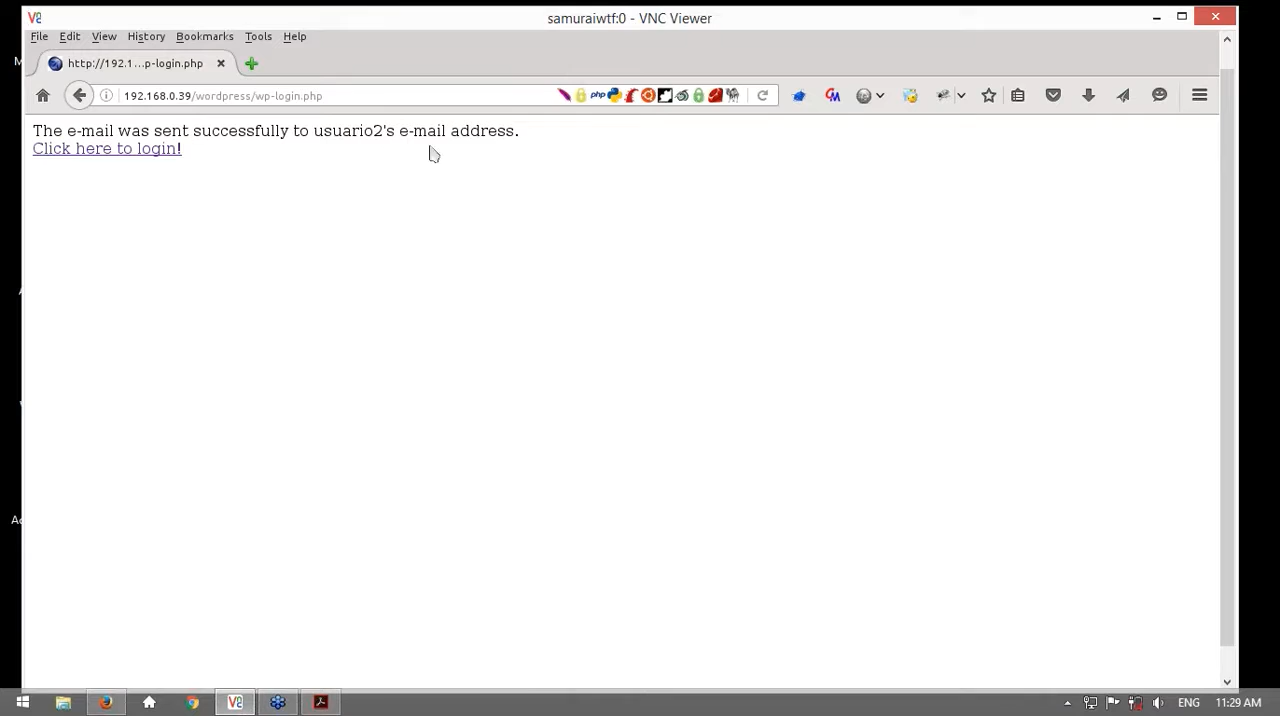 samuraiwtf:0 - VNC Viewer
File Edit View History Bookmarks Tools Help
http://192.1...p-login.php
192.168.0.39/wordpress/wp-login.php
php
The e-mail was sent successfully to usuario2's e-mail address.
Click here to login!
ENG 11:29 AM